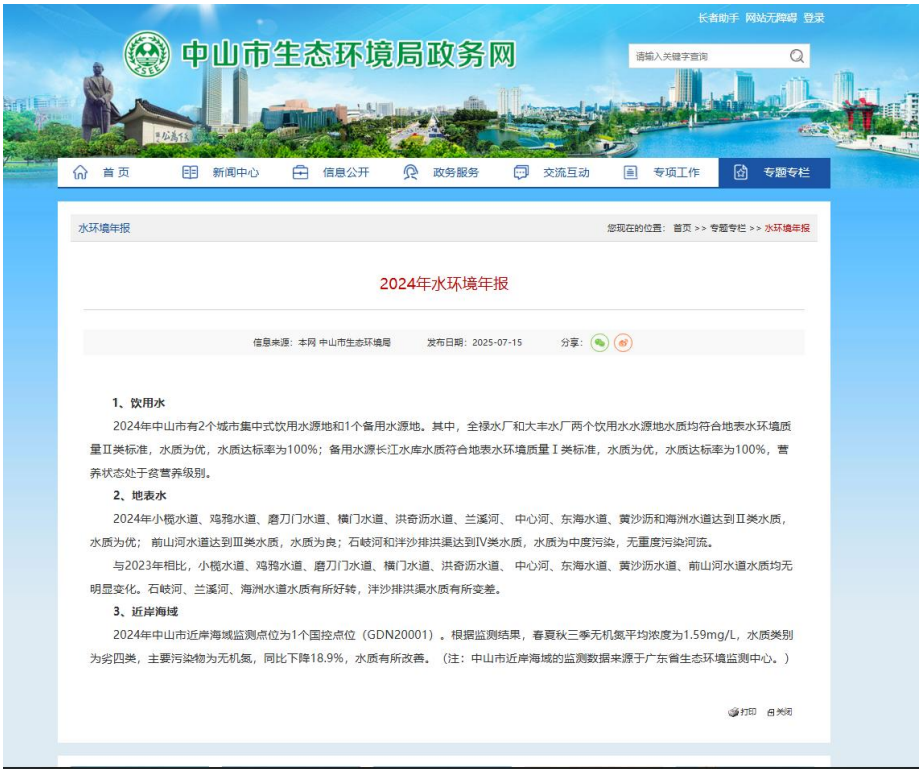 长者助手 网站无障碍 登录
中山市生态环境局政务网
请输入关键字查询
首页 新闻中心 信息公开 政务服务 交流互动 专项工作 专题专栏
水环境年报
您现在的位置： 首页 >> 专题专栏 >> 水环境年报
2024年水环境年报
信息来源：本网 中山市生态环境局 发布日期：2025-07-15 分享：
1、饮用水
2024年中山市有2个城市集中式饮用水源地和1个备用水源地。其中，全禄水厂和大丰水厂两个饮用水水源地水质均符合地表水环境质
量Ⅱ类标准，水质为优，水质达标率为100%；备用水源长江水库水质符合地表水环境质量Ⅰ类标准，水质为优，水质达标率为100%，营
养状态处于贫营养级别。
2、地表水
2024年小榄水道、鸡鸦水道、磨刀门水道、横门水道、洪奇沥水道、兰溪河、 中心河、东海水道、黄沙沥和海洲水道达到Ⅱ类水质，
水质为优； 前山河水道达到Ⅲ类水质，水质为良；石岐河和泮沙排洪渠达到Ⅳ类水质，水质为中度污染，无重度污染河流。
与2023年相比，小榄水道、鸡鸦水道、磨刀门水道、横门水道、洪奇沥水道、 中心河、东海水道、黄沙沥水道、前山河水道水质均无
明显变化。石岐河、兰溪河、海洲水道水质有所好转，泮沙排洪渠水质有所变差。
3、近岸海域
2024年中山市近岸海域监测点位为1个国控点位（GDN20001）。根据监测结果，春夏秋三季无机氮平均浓度为1.59mg/L，水质类别
为劣四类，主要污染物为无机氮，同比下降18.9%，水质有所改善。（注：中山市近岸海域的监测数据来源于广东省生态环境监测中心。）
打印 关闭